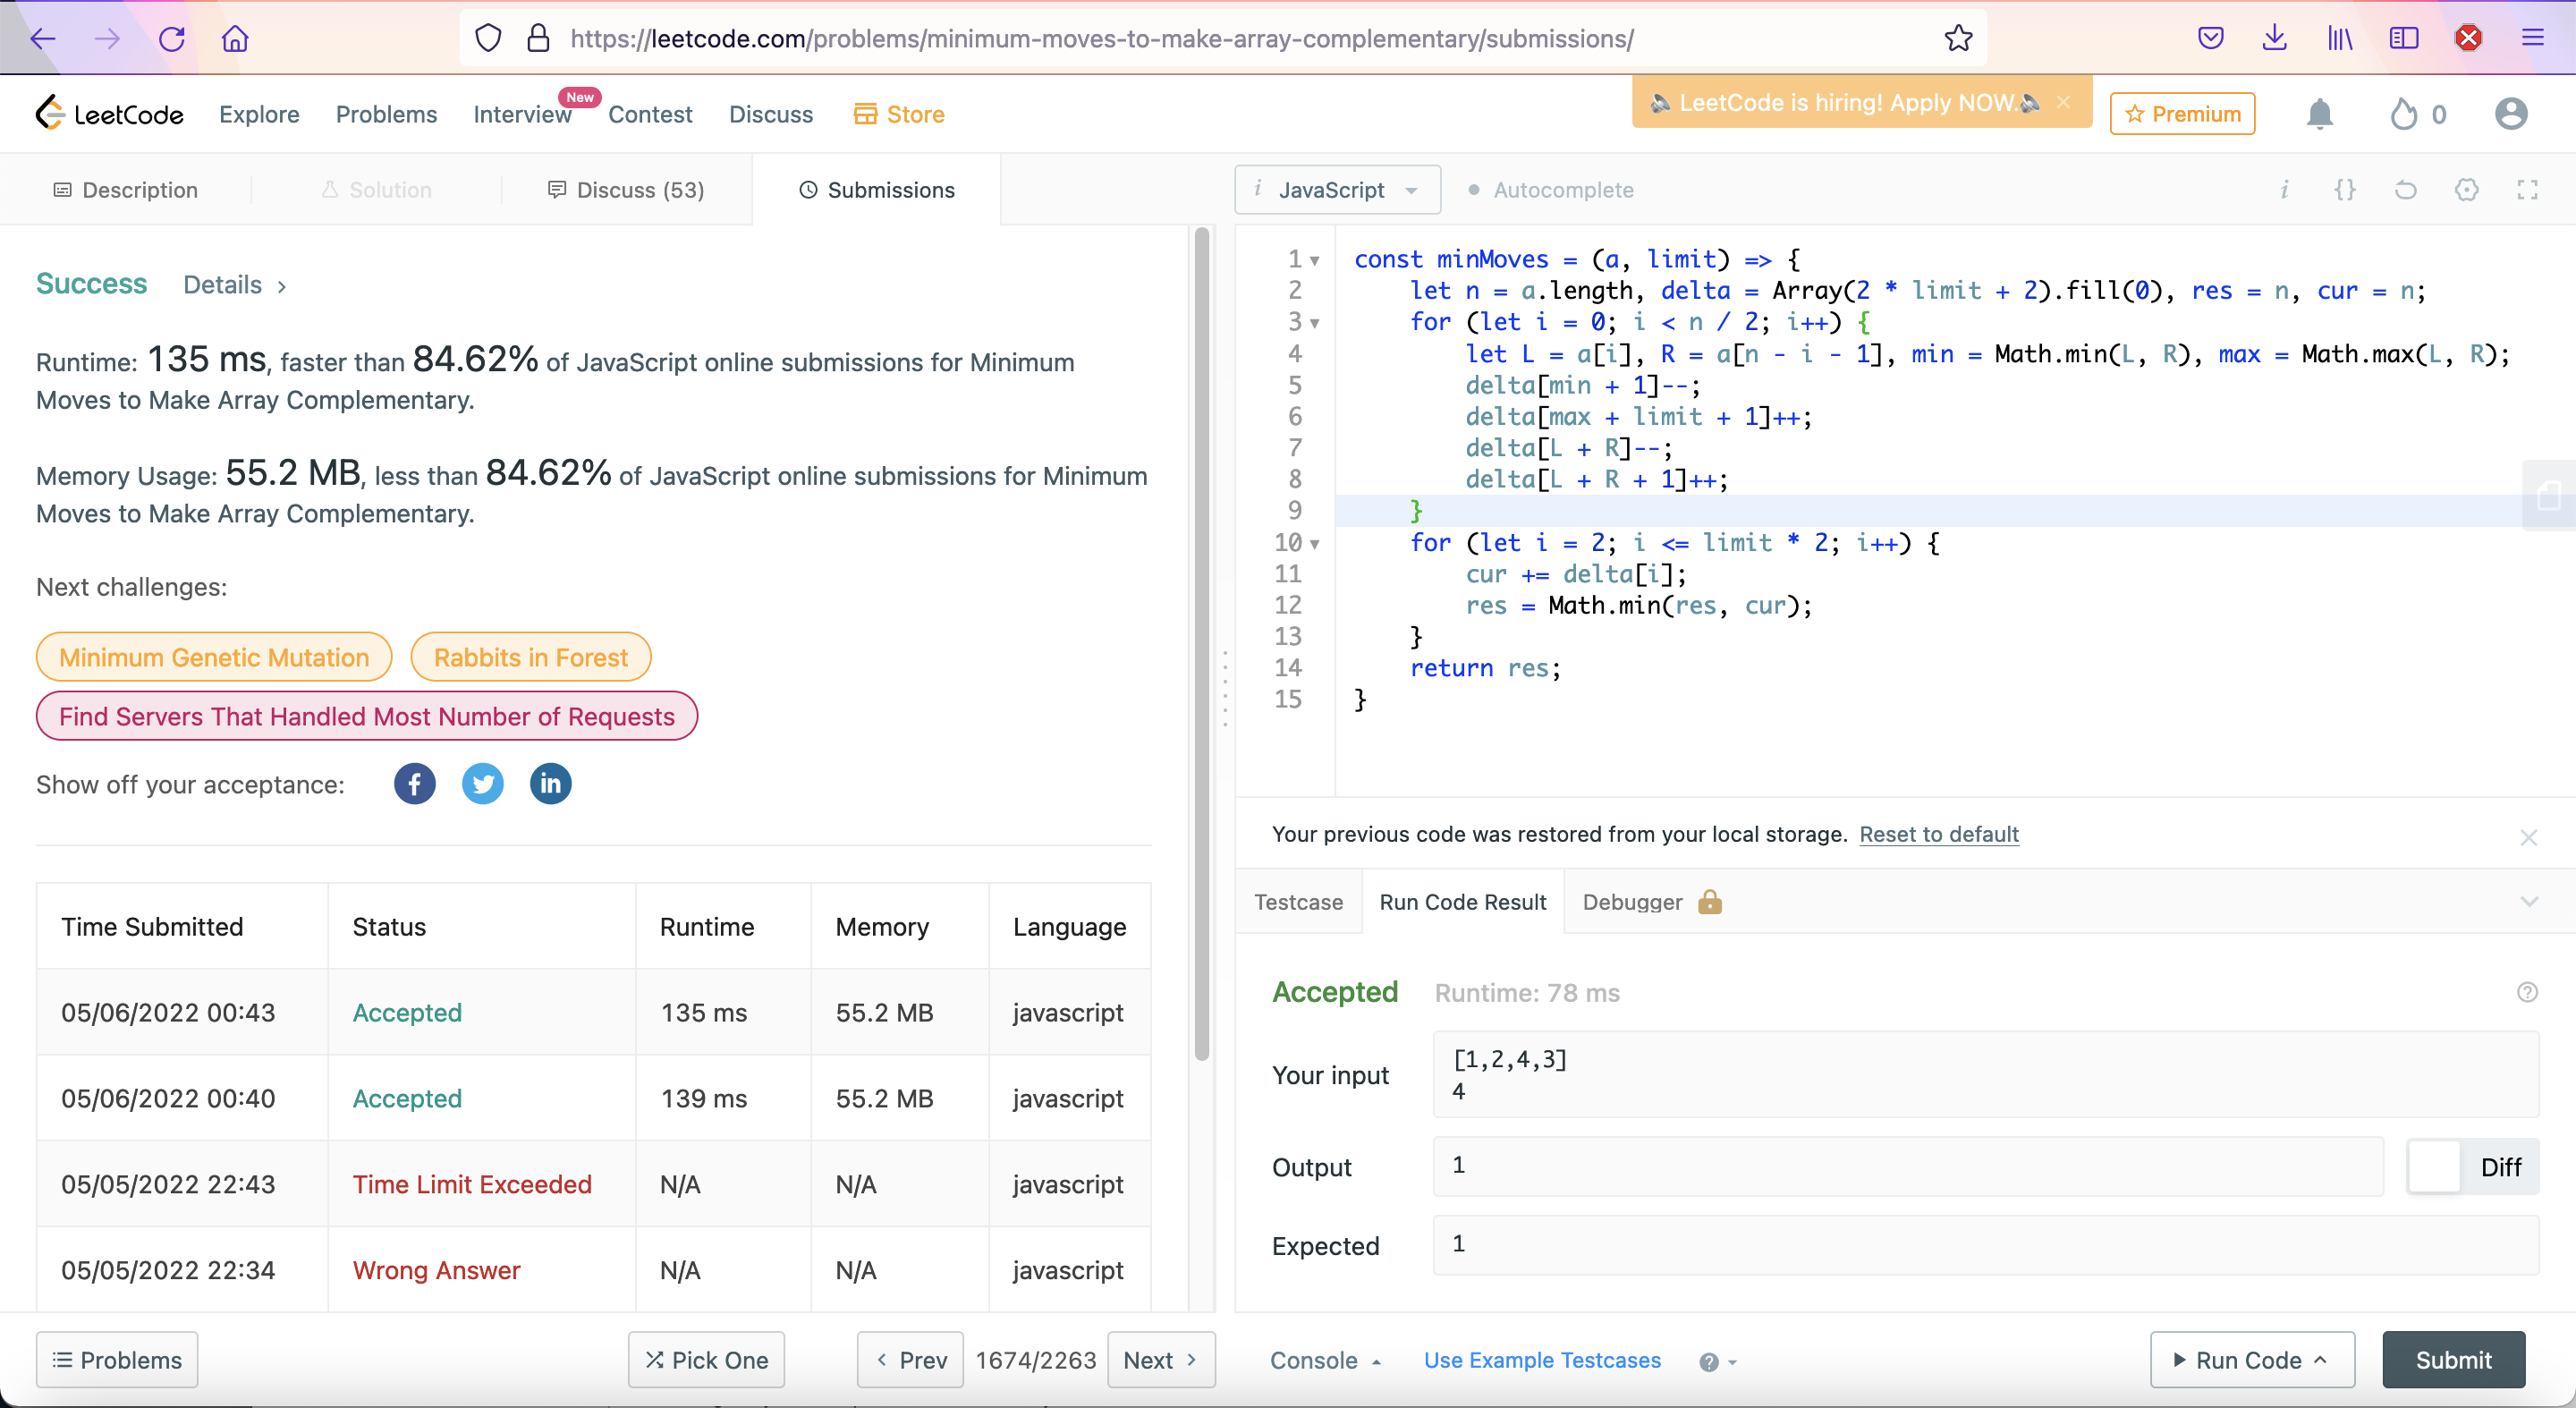 https://leetcode.com/problems/minimum-moves-to-make-array-complementary/submissions/
LeetCode
Explore
Problems
Interview
New
Contest
Discuss
Store
LeetCode is hiring! Apply NOW.
Premium
0
Description
Solution
Discuss (53)
Submissions
Success
Details
Runtime: 135 ms, faster than 84.62% of JavaScript online submissions for Minimum
Moves to Make Array Complementary.
Memory Usage: 55.2 MB, less than 84.62% of JavaScript online submissions for Minimum
Moves to Make Array Complementary.
Next challenges:
Minimum Genetic Mutation
Rabbits in Forest
Find Servers That Handled Most Number of Requests
Show off your acceptance:
Time Submitted Status Runtime Memory Language
05/06/2022 00:43 Accepted 135 ms 55.2 MB javascript
05/06/2022 00:40 Accepted 139 ms 55.2 MB javascript
05/05/2022 22:43 Time Limit Exceeded N/A N/A javascript
05/05/2022 22:34 Wrong Answer N/A N/A javascript
Problems
Pick One
Prev
1674/2263
Next
i JavaScript
Autocomplete
i {}
1 const minMoves = (a, limit) => {
2 let n = a.length, delta = Array(2 * limit + 2).fill(0), res = n, cur = n;
3 for (let i = 0; i < n / 2; i++) {
4 let L = a[i], R = a[n - i - 1], min = Math.min(L, R), max = Math.max(L, R);
5 delta[min + 1]--;
6 delta[max + limit + 1]++;
7 delta[L + R]--;
8 delta[L + R + 1]++;
9 }
10 for (let i = 2; i <= limit * 2; i++) {
11 cur += delta[i];
12 res = Math.min(res, cur);
13 }
14 return res;
15 }
Your previous code was restored from your local storage. Reset to default
Testcase
Run Code Result
Debugger
Accepted
Runtime: 78 ms
Your input
[1,2,4,3]
4
Output
1
Diff
Expected
1
Console
Use Example Testcases
Run Code
Submit